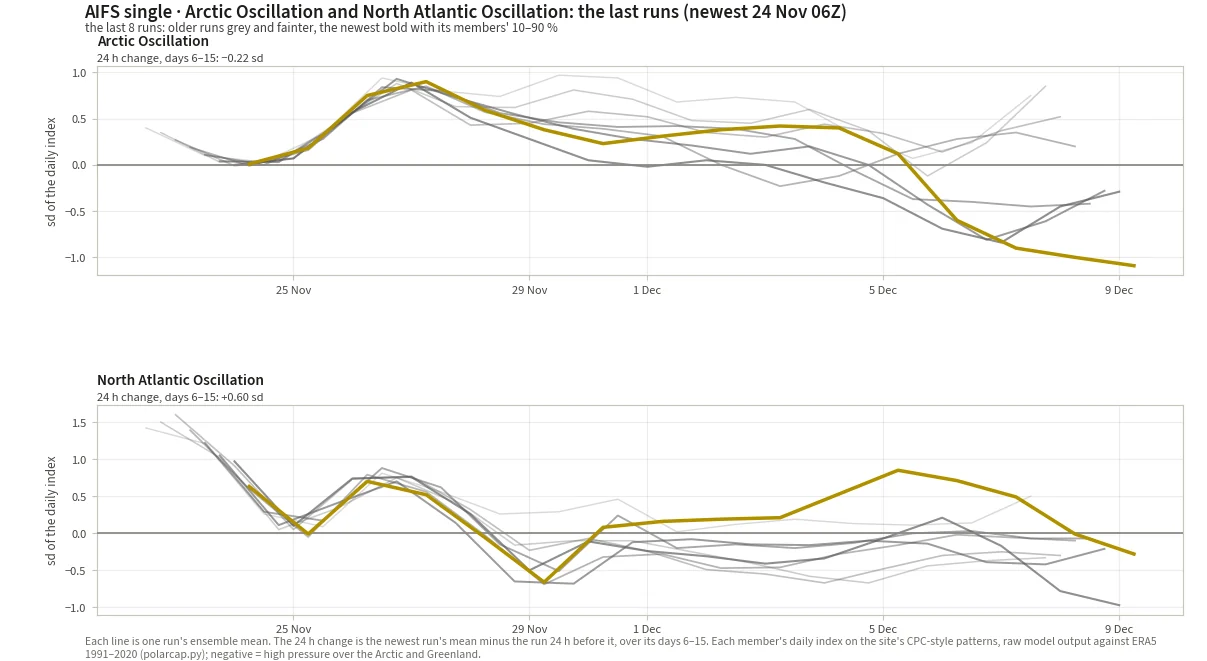 AIFS single · Arctic Oscillation and North Atlantic Oscillation: the last runs (newest 24 Nov 06Z)
the last 8 runs: older runs grey and fainter, the newest bold with its members' 10–90 %
Arctic Oscillation
24 h change, days 6–15: −0.22 sd
sd of the daily index
1.0
0.5
0.0
−0.5
−1.0
25 Nov
29 Nov
1 Dec
5 Dec
9 Dec
North Atlantic Oscillation
24 h change, days 6–15: +0.60 sd
sd of the daily index
1.5
1.0
0.5
0.0
−0.5
−1.0
25 Nov
29 Nov
1 Dec
5 Dec
9 Dec
Each line is one run's ensemble mean. The 24 h change is the newest run's mean minus the run 24 h before it, over its days 6–15. Each member's daily index on the site's CPC-style patterns, raw model output against ERA5
1991–2020 (polarcap.py); negative = high pressure over the Arctic and Greenland.